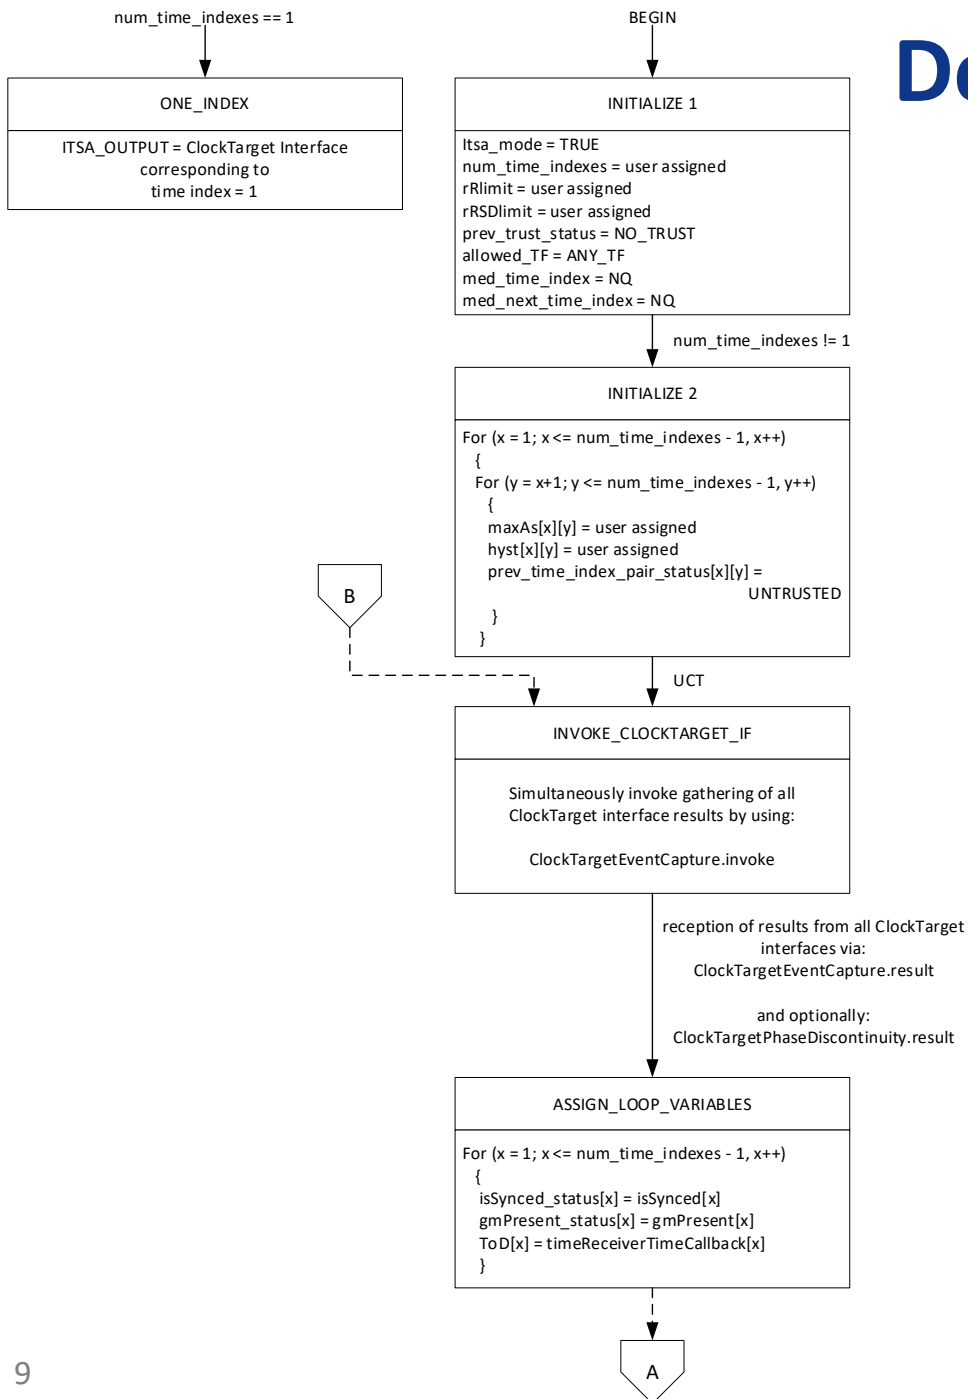 num_time_indexes == 1
ONE_INDEX
ITSA_OUTPUT = ClockTarget Interface
corresponding to
time index = 1
BEGIN
INITIALIZE 1
Itsa_mode = TRUE
num_time_indexes = user assigned
rRlimit = user assigned
rRSDlimit = user assigned
prev_trust_status = NO_TRUST
allowed_TF = ANY_TF
med_time_index = NQ
med_next_time_index = NQ
num_time_indexes != 1
INITIALIZE 2
For (x = 1; x <= num_time_indexes - 1, x++)
{
For (y = x+1; y <= num_time_indexes - 1, y++)
{
maxAs[x][y] = user assigned
hyst[x][y] = user assigned
prev_time_index_pair_status[x][y] =
UNTRUSTED
}
}
B
UCT
INVOKE_CLOCKTARGET_IF
Simultaneously invoke gathering of all
ClockTarget interface results by using:
ClockTargetEventCapture.invoke
reception of results from all ClockTarget
interfaces via:
ClockTargetEventCapture.result
and optionally:
ClockTargetPhaseDiscontinuity.result
ASSIGN_LOOP_VARIABLES
For (x = 1; x <= num_time_indexes - 1, x++)
{
isSynced_status[x] = isSynced[x]
gmPresent_status[x] = gmPresent[x]
ToD[x] = timeReceiverTimeCallback[x]
}
A
9